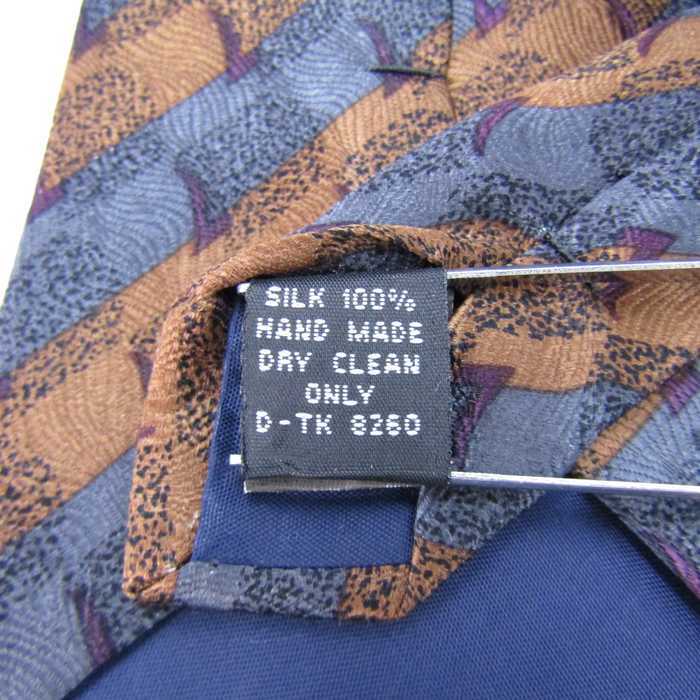 SILK 100%
HAND MADE
DRY CLEAN
ONLY
D-TK 8260